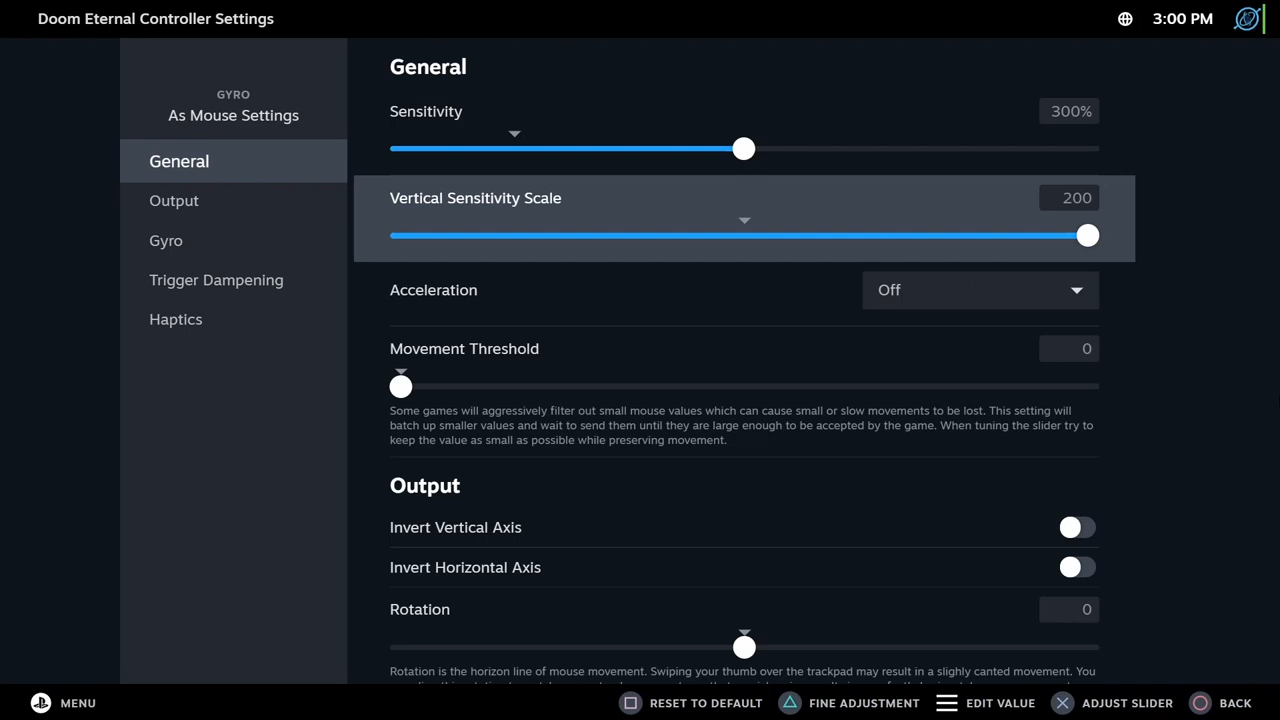 Doom Eternal Controller Settings
3:00 PM
GYRO
As Mouse Settings
General
Output
Gyro
Trigger Dampening
Haptics
General
Sensitivity
300%
Vertical Sensitivity Scale
200
Acceleration
Off
Movement Threshold
0
Some games will aggressively filter out small mouse values which can cause small or slow movements to be lost. This setting will
batch up smaller values and wait to send them until they are large enough to be accepted by the game. When tuning the slider try to
keep the value as small as possible while preserving movement.
Output
Invert Vertical Axis
Invert Horizontal Axis
Rotation
0
Rotation is the horizon line of mouse movement. Swiping your thumb over the trackpad may result in a slighly canted movement. You
MENU
RESET TO DEFAULT
FINE ADJUSTMENT
EDIT VALUE
ADJUST SLIDER
BACK